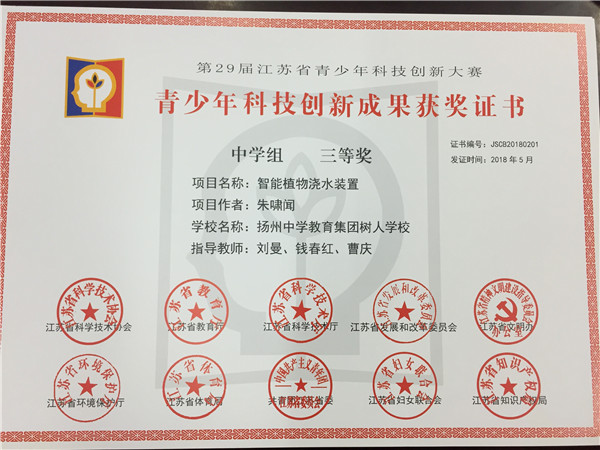 第29届江苏省青少年科技创新大赛
青少年科技创新成果获奖证书
证书编号：JSCB20180201
发证时间：2018 年 5 月
中学组 三等奖
项目名称：智能植物浇水装置
项目作者：朱啸闻
学校名称：扬州中学教育集团树人学校
指导教师：刘曼、钱春红、曹庆
江苏省科学技术协会
江苏省教育厅
江苏省科学技术厅
江苏省发展和改革委员会
江苏省文明办
江苏省环境保护厅
江苏省体育局
共青团江苏省委
江苏省妇女联合会
江苏省知识产权局